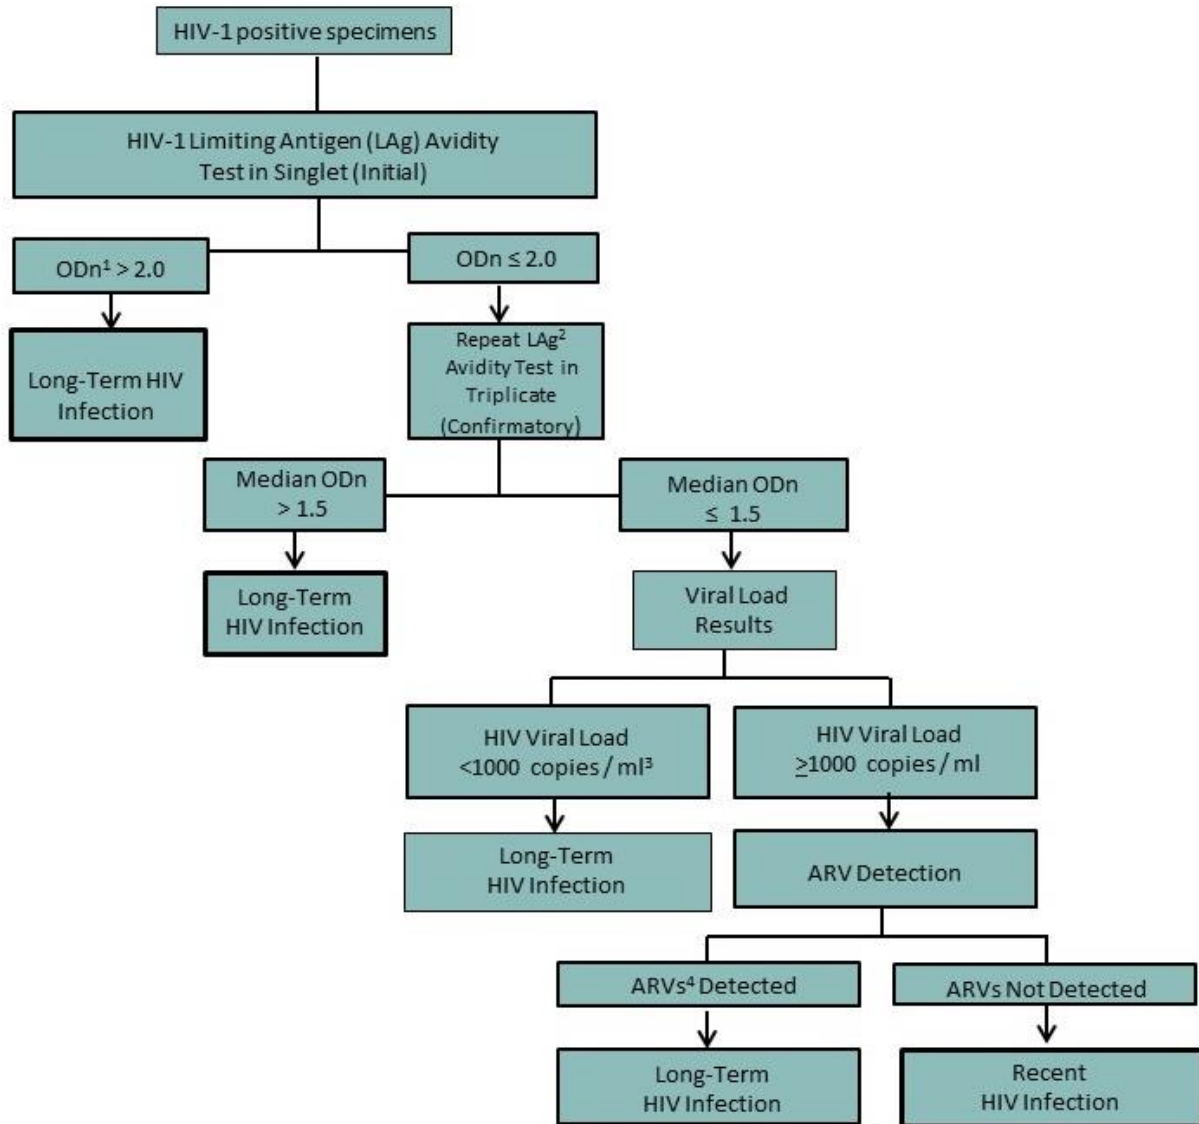 HIV-1 positive specimens
HIV-1 Limiting Antigen (LAg) Avidity
Test in Singlet (Initial)
ODn¹ > 2.0
ODn ≤ 2.0
Long-Term HIV
Infection
Repeat LAg²
Avidity Test in
Triplicate
(Confirmatory)
Median ODn
> 1.5
Median ODn
≤ 1.5
Long-Term
HIV Infection
Viral Load
Results
HIV Viral Load
<1000 copies / ml³
HIV Viral Load
≥1000 copies / ml
Long-Term
HIV Infection
ARV Detection
ARVs⁴ Detected
ARVs Not Detected
Long-Term
HIV Infection
Recent
HIV Infection